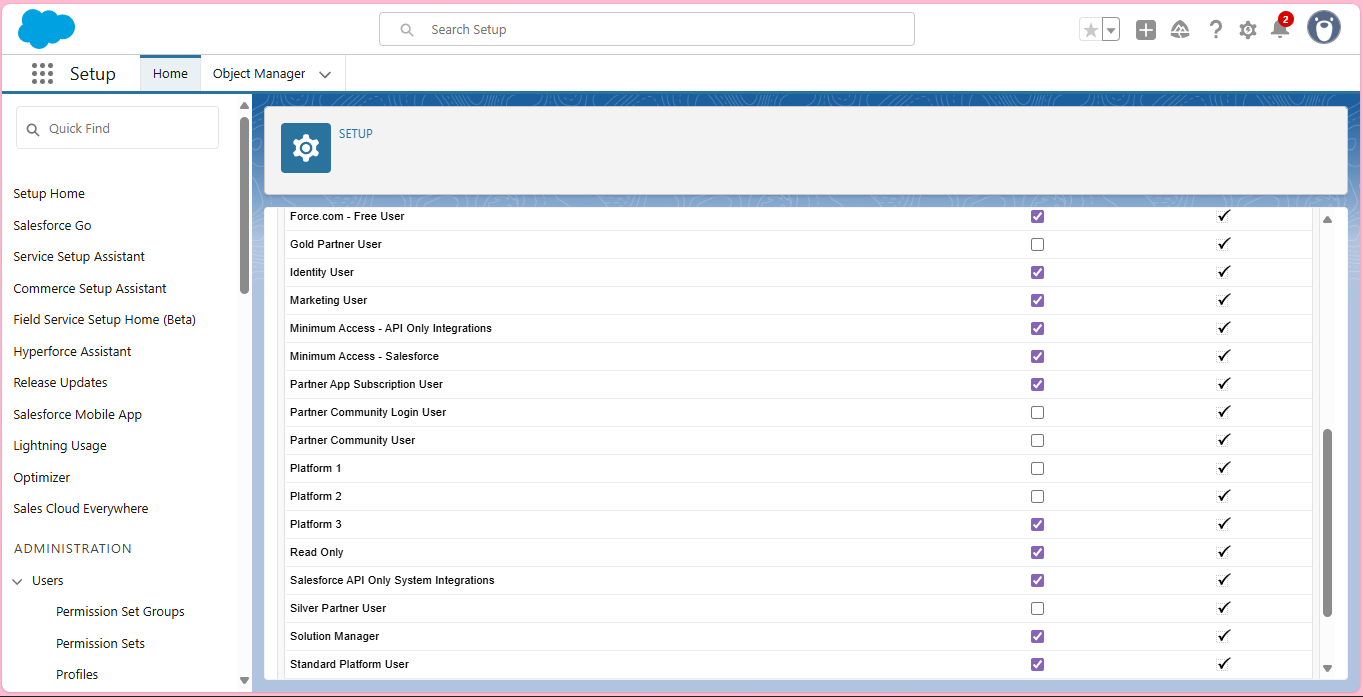 Search Setup
2
Setup
Home
Object Manager
Quick Find
Setup Home
Salesforce Go
Service Setup Assistant
Commerce Setup Assistant
Field Service Setup Home (Beta)
Hyperforce Assistant
Release Updates
Salesforce Mobile App
Lightning Usage
Optimizer
Sales Cloud Everywhere
ADMINISTRATION
Users
Permission Set Groups
Permission Sets
Profiles
SETUP
Force.com - Free User
Gold Partner User
Identity User
Marketing User
Minimum Access - API Only Integrations
Minimum Access - Salesforce
Partner App Subscription User
Partner Community Login User
Partner Community User
Platform 1
Platform 2
Platform 3
Read Only
Salesforce API Only System Integrations
Silver Partner User
Solution Manager
Standard Platform User